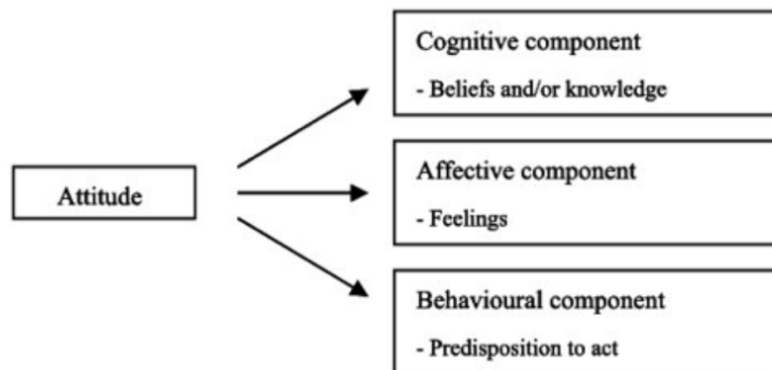 Attitude
Cognitive component
- Beliefs and/or knowledge
Affective component
- Feelings
Behavioural component
- Predisposition to act